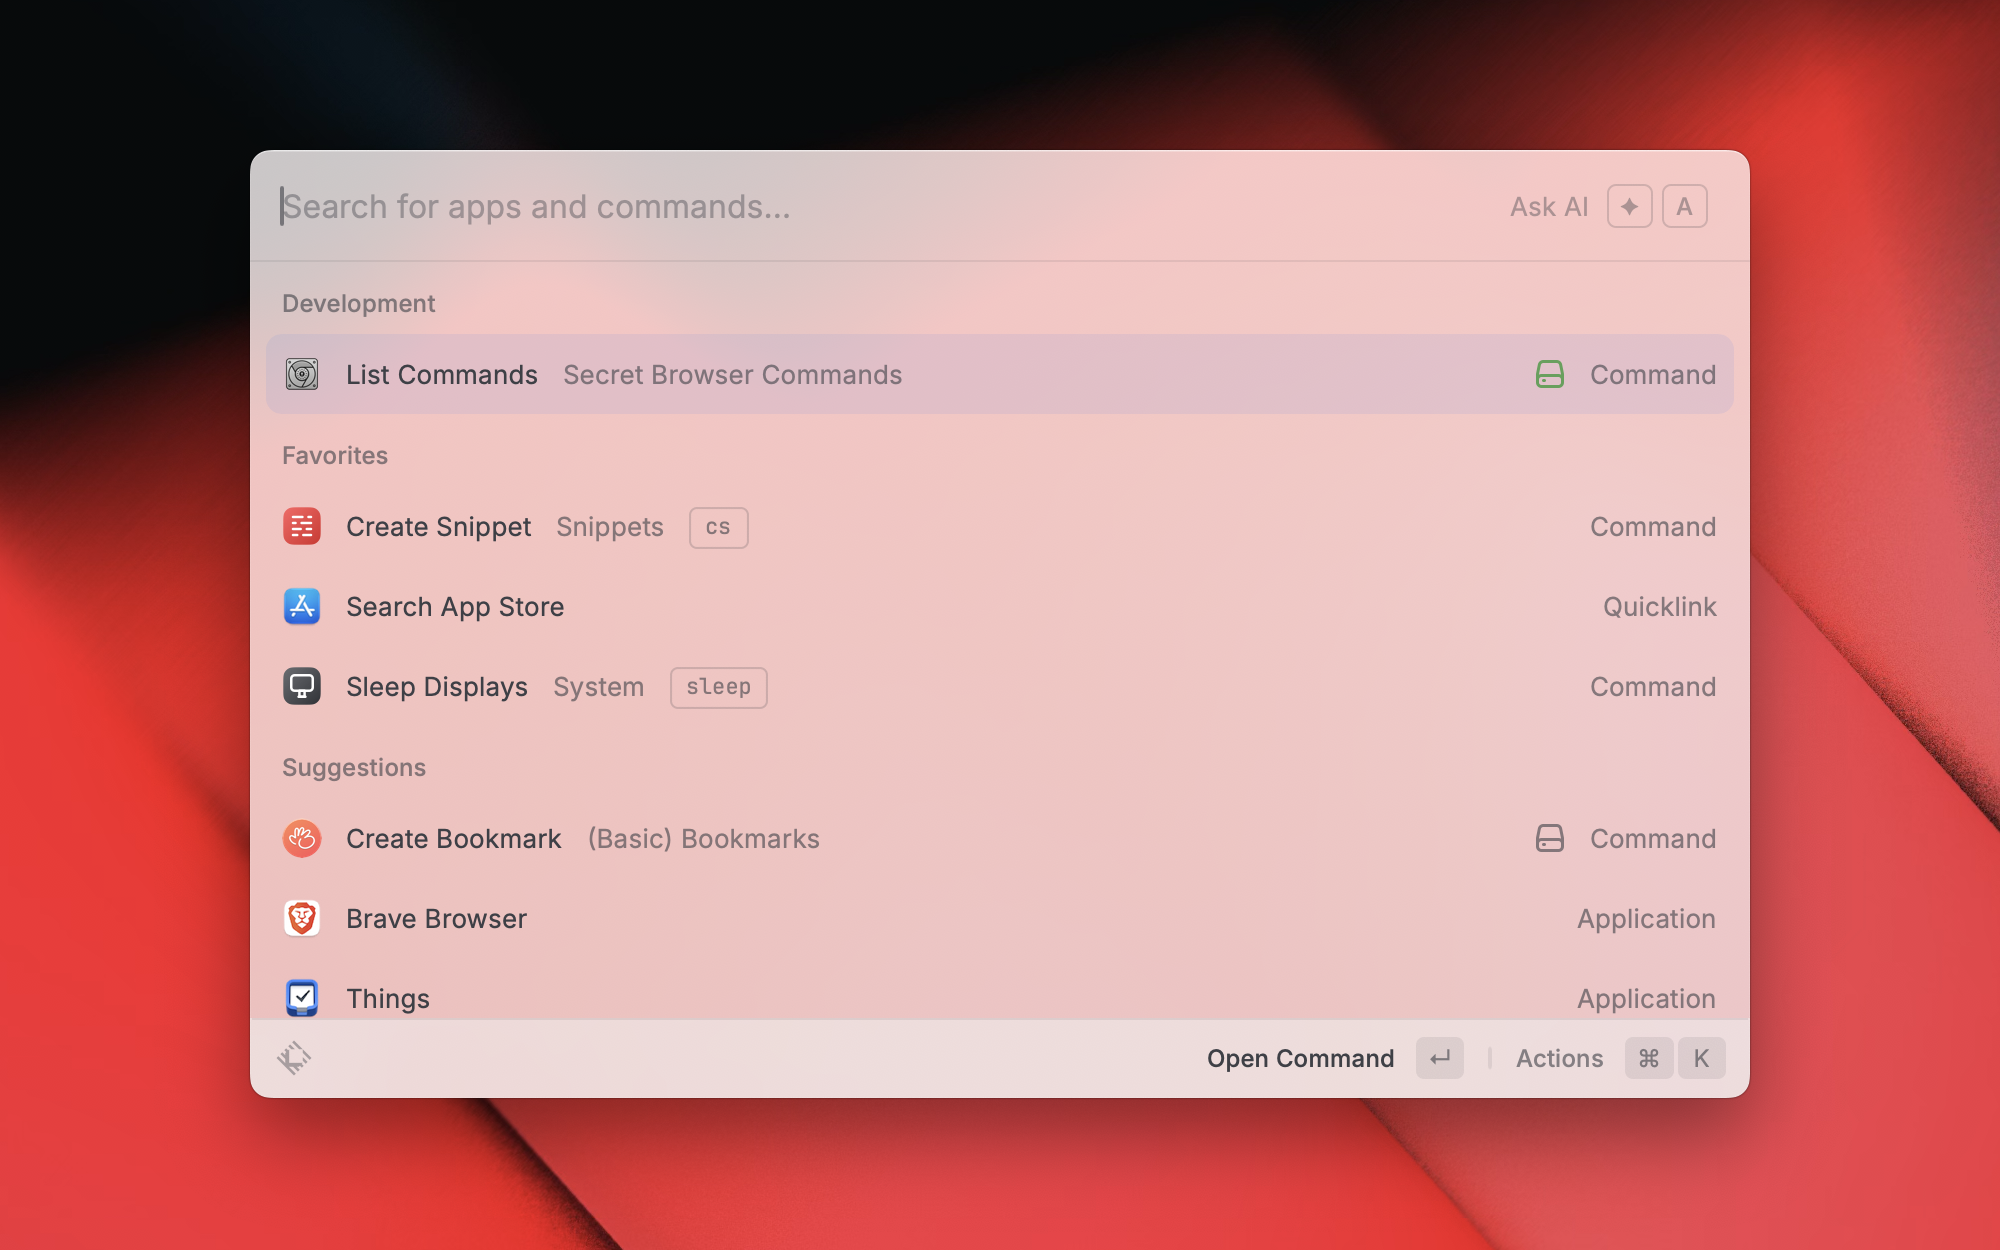 Search for apps and commands... Ask AI ✦ A
Development
List Commands Secret Browser Commands Command
Favorites
Create Snippet Snippets cs Command
Search App Store Quicklink
Sleep Displays System sleep Command
Suggestions
Create Bookmark (Basic) Bookmarks Command
Brave Browser Application
Things Application
Open Command ↵ Actions ⌘ K